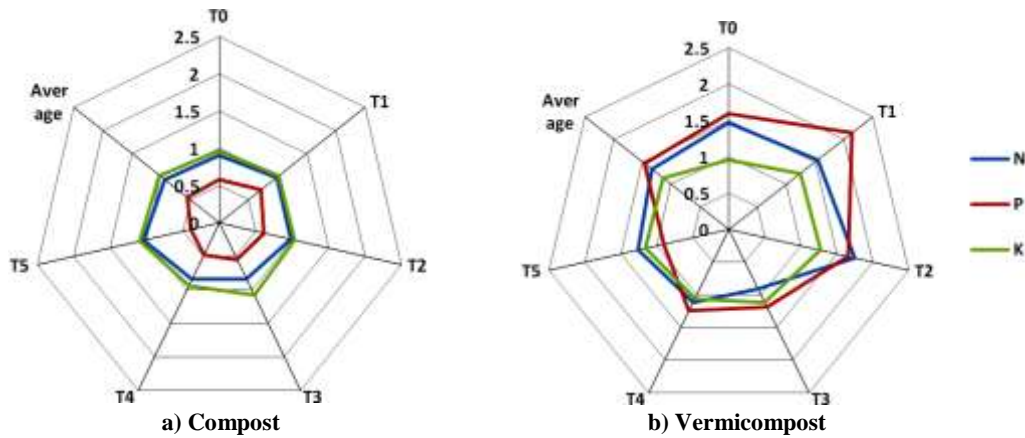 T0
2.5
2
1.5
1
0.5
0
T1
T2
T3
T4
T5
Aver
age
a) Compost
T0
2.5
2
1.5
1
0.5
0
T1
T2
T3
T4
T5
Aver
age
b) Vermicompost
N
P
K